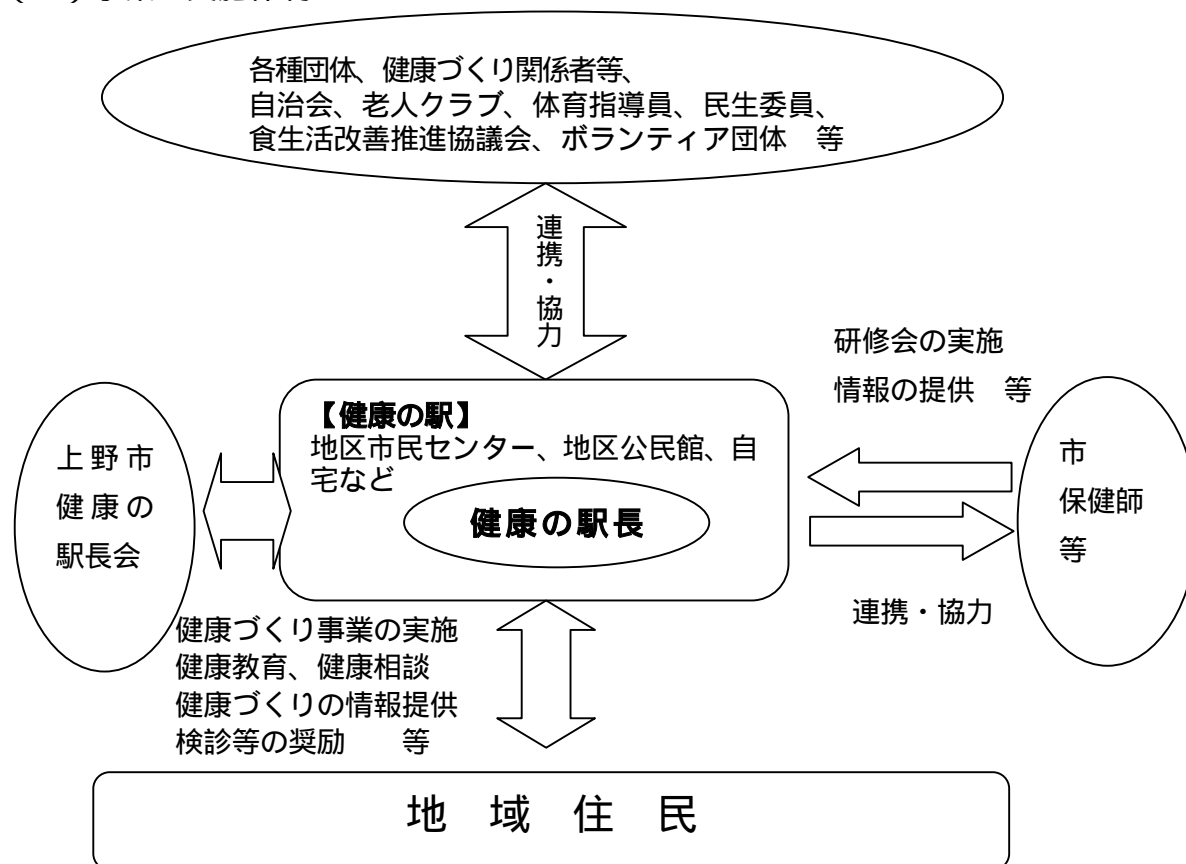 各種団体、健康づくり関係者等、
自治会、老人クラブ、体育指導員、民生委員、
食生活改善推進協議会、ボランティア団体　等
連携・協力
研修会の実施
情報の提供　等
【健康の駅】
地区市民センター、地区公民館、自
宅など
健康の駅長
上野市
健康の
駅長会
市
保健師
等
連携・協力
健康づくり事業の実施
健康教育、健康相談
健康づくりの情報提供
検診等の奨励　　等
地　域　住　民